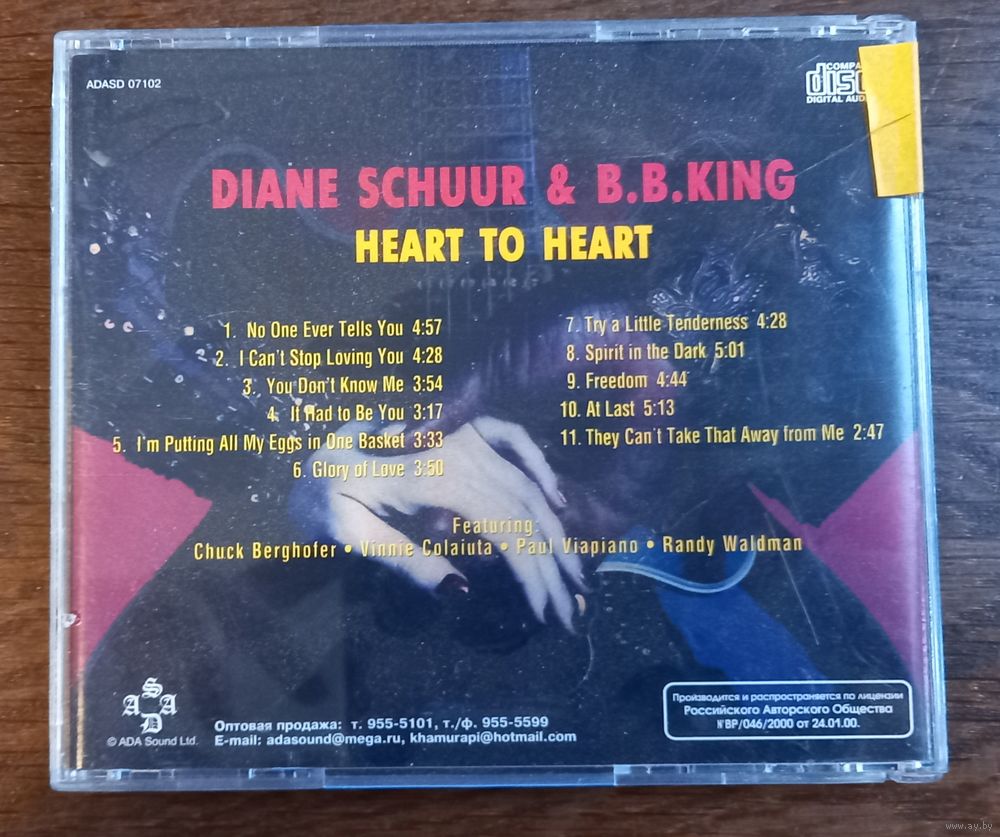 ADASD 07102
COMPA
disc
DIGITAL AUD
DIANE SCHUUR & B.B.KING
HEART TO HEART
1. No One Ever Tells You 4:57
2. I Can't Stop Loving You 4:28
3. You Don't Know Me 3:54
4. It Had to Be You 3:17
5. I'm Putting All My Eggs in One Basket 3:33
6. Glory of Love 3:50
7. Try a Little Tenderness 4:28
8. Spirit in the Dark 5:01
9. Freedom 4:44
10. At Last 5:13
11. They Can't Take That Away from Me 2:47
Featuring:
Chuck Berghofer • Vinnie Colaiuta • Paul Viapiano • Randy Waldman
S
A A
D
© ADA Sound Ltd.
Оптовая продажа: т. 955-5101, т./ф. 955-5599
E-mail: adasound@mega.ru, khamurapi@hotmail.com
Производится и распространяется по лицензии
Российского Авторского Общества
№ВР/046/2000 от 24.01.00.
www.ay.by